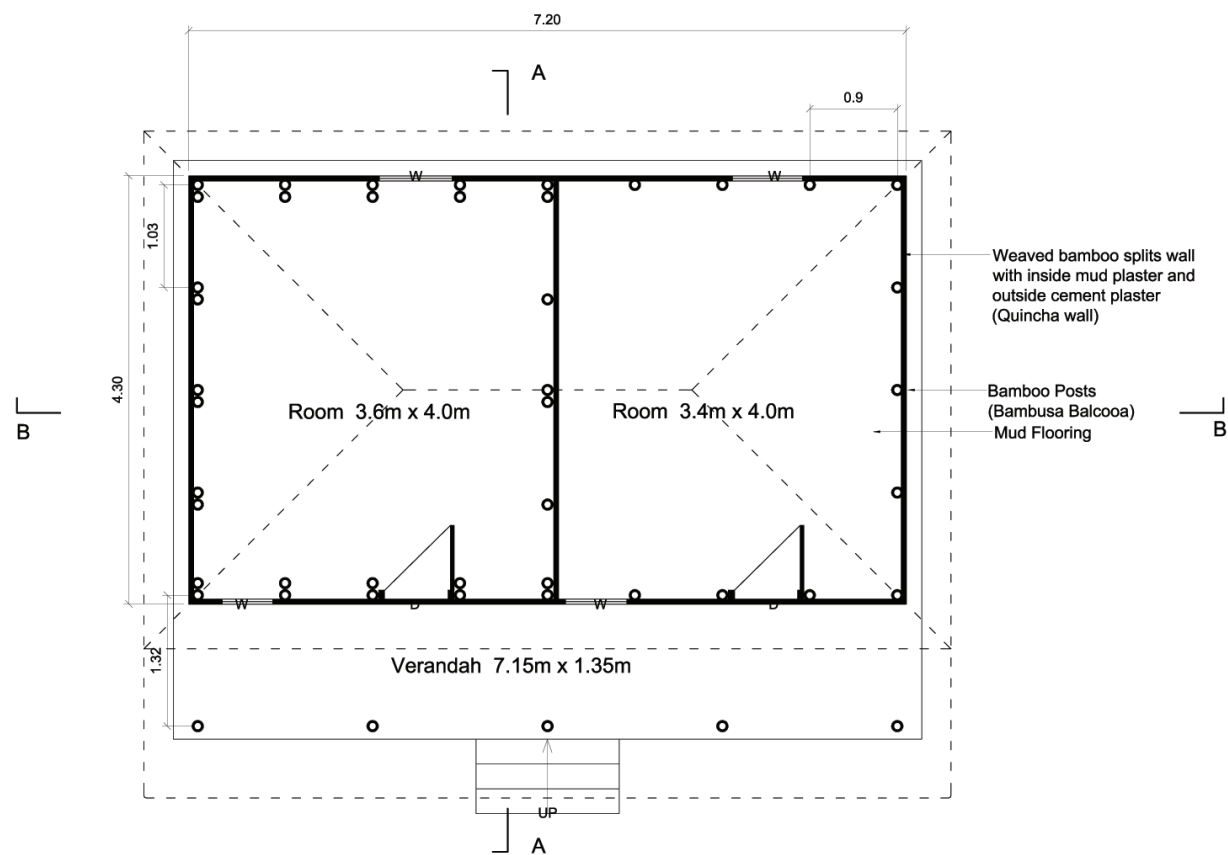 7.20
A
0.9
W
W
1.03
Weaved bamboo splits wall
with inside mud plaster and
outside cement plaster
(Quincha wall)
4.30
Bamboo Posts
(Bambusa Balcooa)
Mud Flooring
Room 3.6m x 4.0m
Room 3.4m x 4.0m
B
B
W
D
W
D
1.32
Verandah 7.15m x 1.35m
UP
A